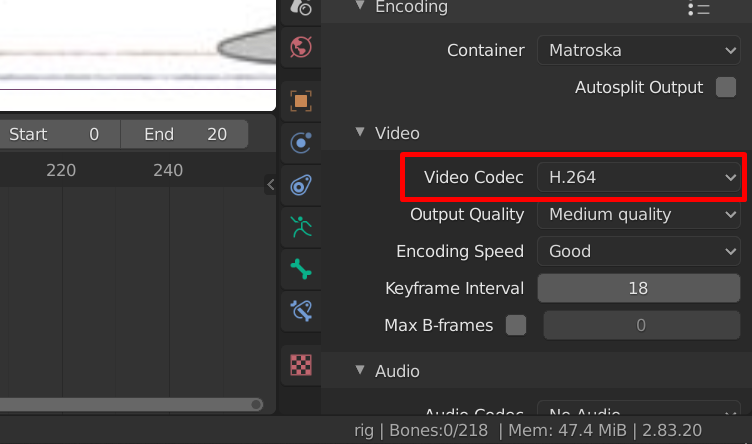 Encoding
Container Matroska
Autosplit Output
Start 0 End 20
Video
220 240
Video Codec H.264
Output Quality Medium quality
Encoding Speed Good
Keyframe Interval 18
Max B-frames 0
Audio
Audio Codec No Audio
rig | Bones:0/218 | Mem: 47.4 MiB | 2.83.20